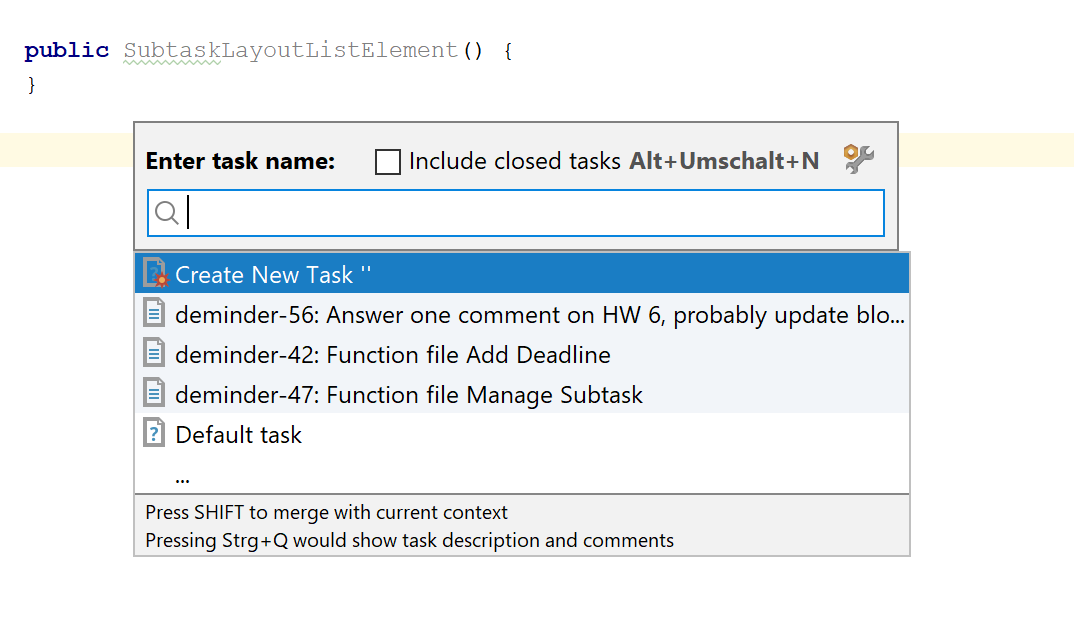 public SubtaskLayoutListElement() {
}
Enter task name: Include closed tasks Alt+Umschalt+N
Create New Task ''
deminder-56: Answer one comment on HW 6, probably update blo...
deminder-42: Function file Add Deadline
deminder-47: Function file Manage Subtask
Default task
...
Press SHIFT to merge with current context
Pressing Strg+Q would show task description and comments